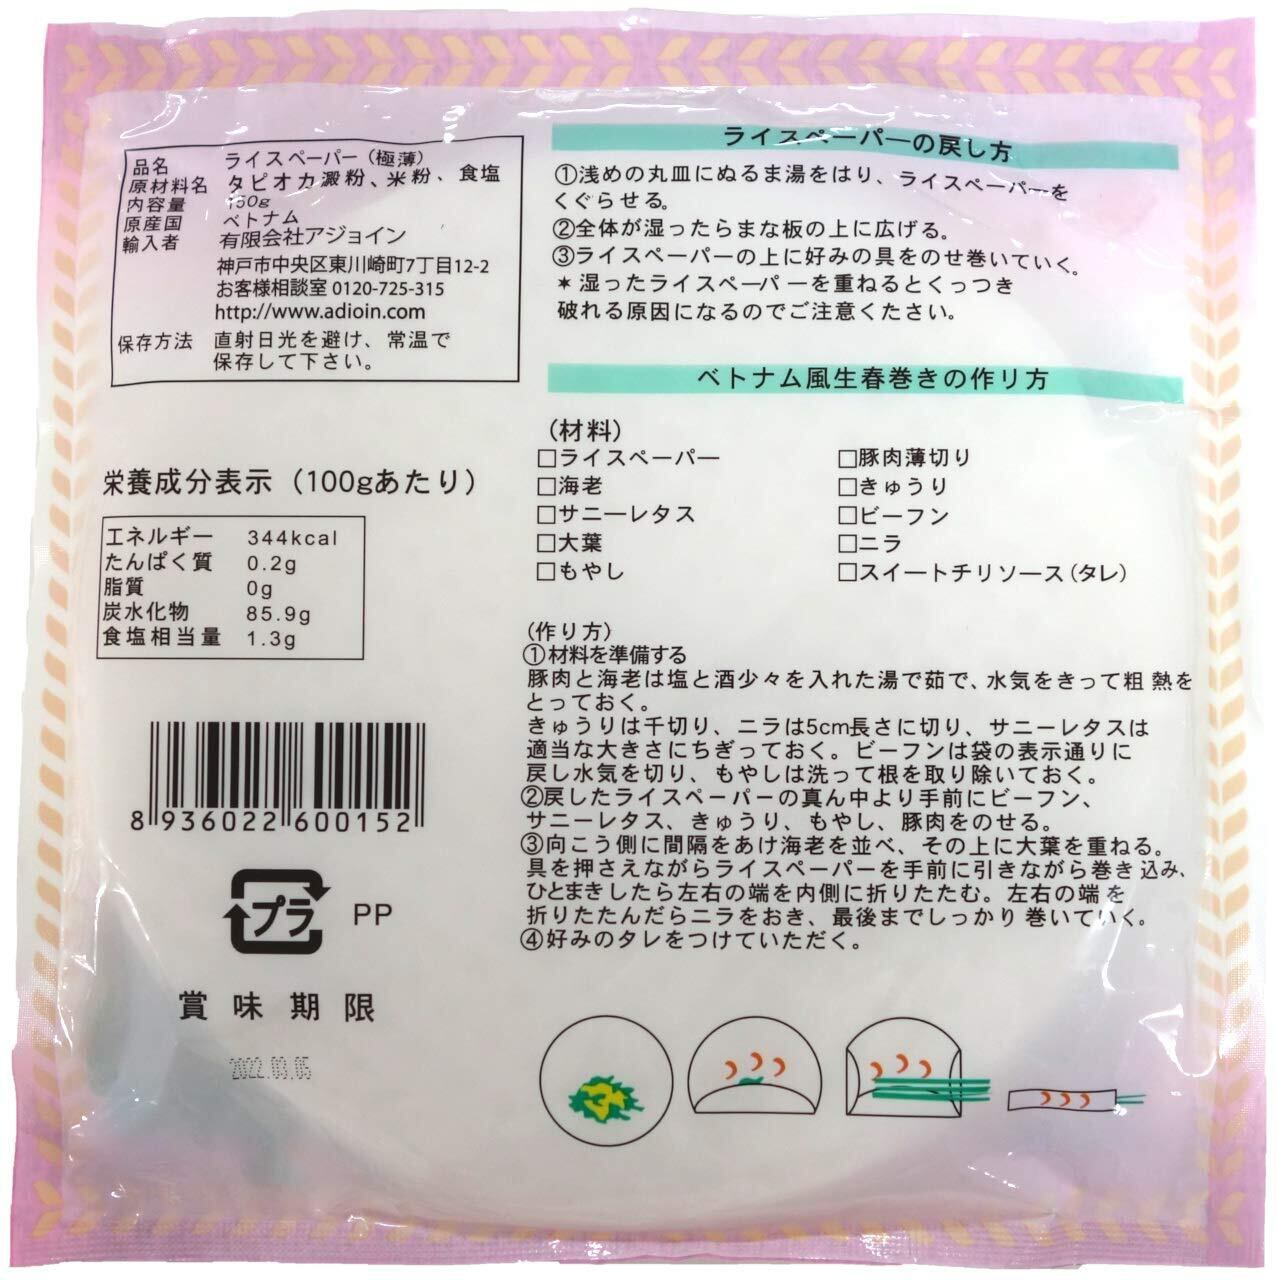 品名 ライスペーパー（極薄）
原材料名 タピオカ澱粉、米粉、食塩
内容量 150g
原産国 ベトナム
輸入者 有限会社アジョイン
神戸市中央区東川崎町7丁目12-2
お客様相談室 0120-725-315
http://www.adioin.com
保存方法 直射日光を避け、常温で
保存して下さい。
栄養成分表示（100gあたり）
エネルギー 344kcal
たんぱく質 0.2g
脂質 0g
炭水化物 85.9g
食塩相当量 1.3g
8 936022 600152
プラ PP
賞味期限
2022.03.05
ライスペーパーの戻し方
①浅めの丸皿にぬるま湯をはり、ライスペーパーを
くぐらせる。
②全体が湿ったらまな板の上に広げる。
③ライスペーパーの上に好みの具をのせ巻いていく。
＊湿ったライスペーパーを重ねるとくっつき
破れる原因になるのでご注意ください。
ベトナム風生春巻きの作り方
（材料）
□ライスペーパー □豚肉薄切り
□海老 □きゅうり
□サニーレタス □ビーフン
□大葉 □ニラ
□もやし □スイートチリソース（タレ）
（作り方）
①材料を準備する
豚肉と海老は塩と酒少々を入れた湯で茹で、水気をきって粗熱を
とっておく。
きゅうりは千切り、ニラは5cm長さに切り、サニーレタスは
適当な大きさにちぎっておく。ビーフンは袋の表示通りに
戻し水気を切り、もやしは洗って根を取り除いておく。
②戻したライスペーパーの真ん中より手前にビーフン、
サニーレタス、きゅうり、もやし、豚肉をのせる。
③向こう側に間隔をあけ海老を並べ、その上に大葉を重ねる。
具を押さえながらライスペーパーを手前に引きながら巻き込み、
ひとまきしたら左右の端を内側に折りたたむ。左右の端を
折りたたんだらニラをおき、最後までしっかり巻いていく。
④好みのタレをつけていただく。